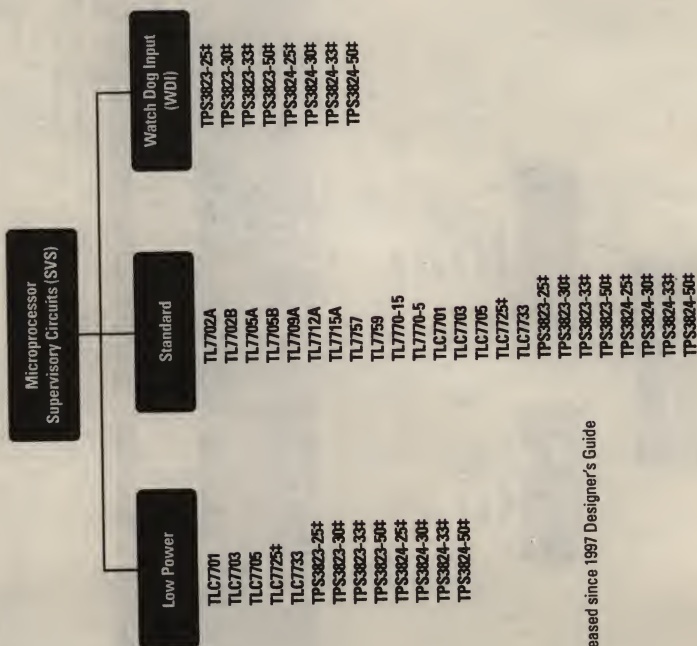 Microprocessor
Supervisory Circuits (SVS)
Low Power
TLC7701
TLC7703
TLC7705
TLC7725‡
TLC7733
TPS3823-25‡
TPS3823-30‡
TPS3823-33‡
TPS3823-50‡
TPS3824-25‡
TPS3824-30‡
TPS3824-33‡
TPS3824-50‡
Standard
TL7702A
TL7702B
TL7705A
TL7705B
TL7709A
TL7712A
TL7715A
TL7757
TL7759
TL7770-15
TL7770-5
TLC7701
TLC7703
TLC7705
TLC7725‡
TLC7733
TPS3823-25‡
TPS3823-30‡
TPS3823-33‡
TPS3823-50‡
TPS3824-25‡
TPS3824-30‡
TPS3824-33‡
TPS3824-50‡
Watch Dog Input
(WDI)
TPS3823-25‡
TPS3823-30‡
TPS3823-33‡
TPS3823-50‡
TPS3824-25‡
TPS3824-30‡
TPS3824-33‡
TPS3824-50‡
since 1997 Designer's Guide